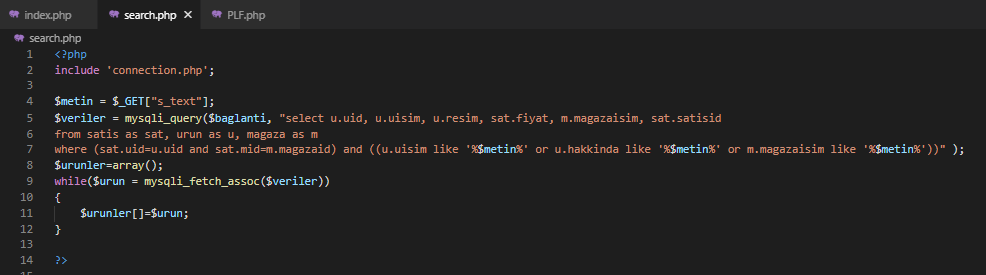 index.php search.php × PLF.php
search.php
1 <?php
2 include 'connection.php';
3
4 $metin = $_GET["s_text"];
5 $veriler = mysqli_query($baglanti, "select u.uid, u.uisim, u.resim, sat.fiyat, m.magazaisim, sat.satisid
6 from satis as sat, urun as u, magaza as m
7 where (sat.uid=u.uid and sat.mid=m.magazaid) and ((u.uisim like '%$metin%' or u.hakkinda like '%$metin%' or m.magazaisim like '%$metin%'))" );
8 $urunler=array();
9 while($urun = mysqli_fetch_assoc($veriler))
10 {
11 $urunler[]=$urun;
12 }
13
14 ?>